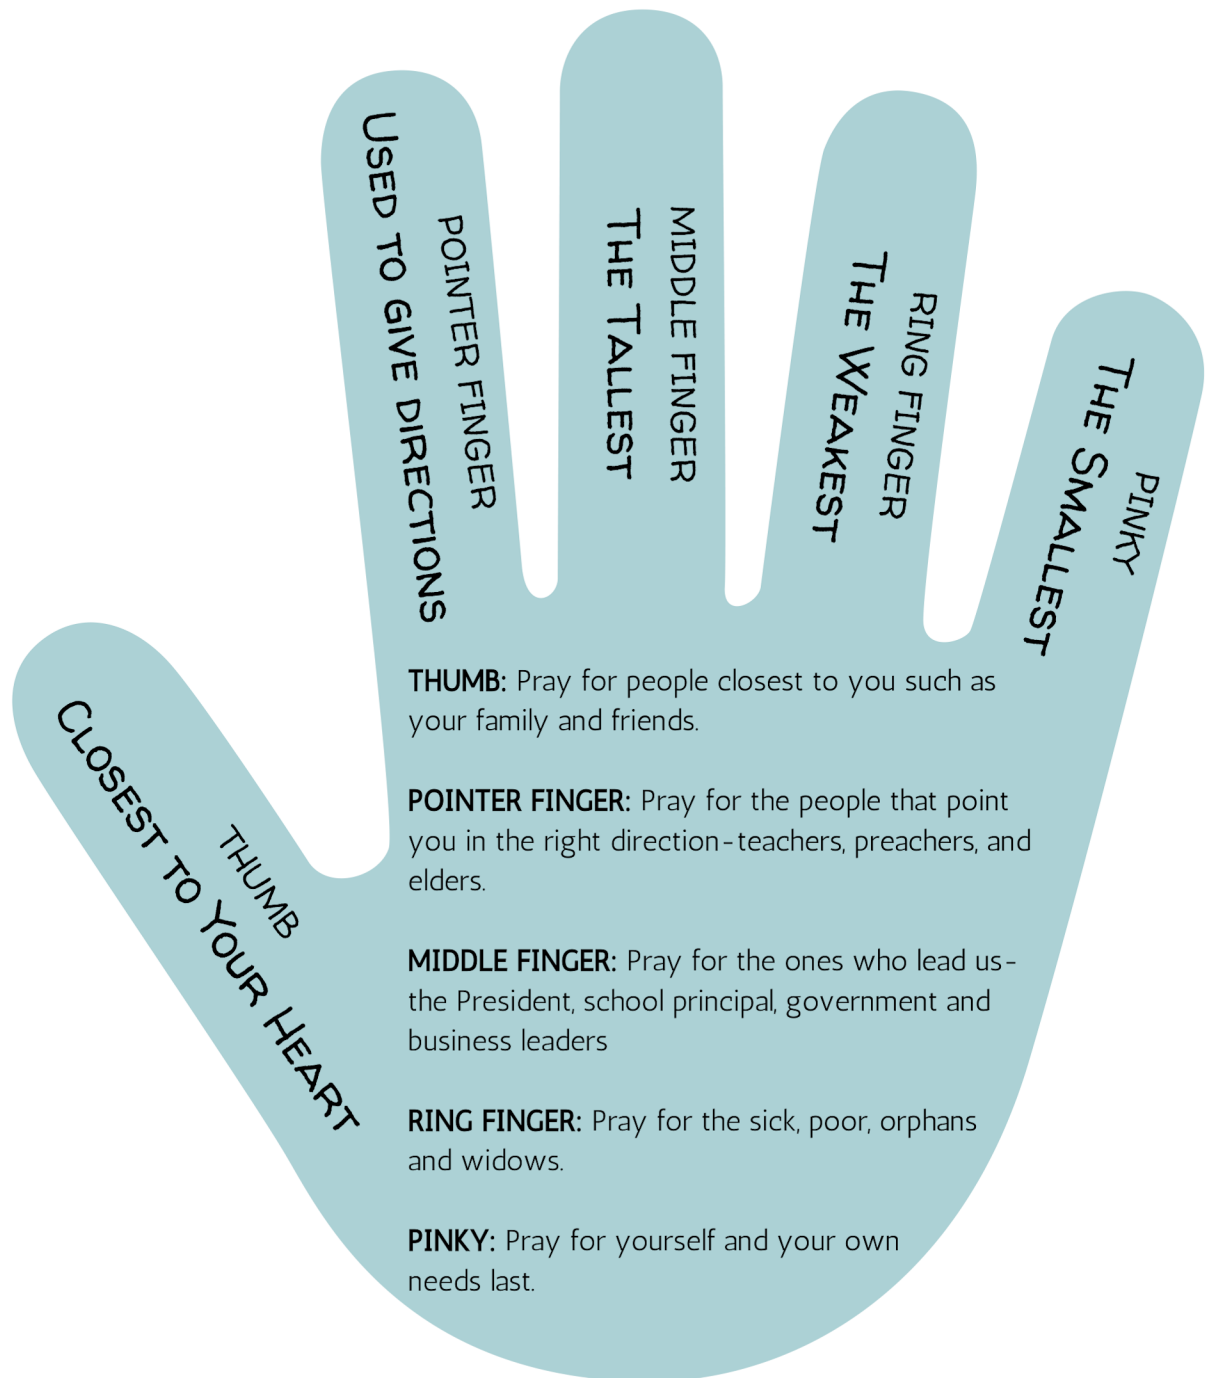 Used to give directions
POINTER FINGER
The Tallest
MIDDLE FINGER
The Weakest
RING FINGER
The Smallest
PINKY
Closest to Your Heart
THUMB
THUMB: Pray for people closest to you such as
your family and friends.
POINTER FINGER: Pray for the people that point
you in the right direction-teachers, preachers, and
elders.
MIDDLE FINGER: Pray for the ones who lead us-
the President, school principal, government and
business leaders
RING FINGER: Pray for the sick, poor, orphans
and widows.
PINKY: Pray for yourself and your own
needs last.